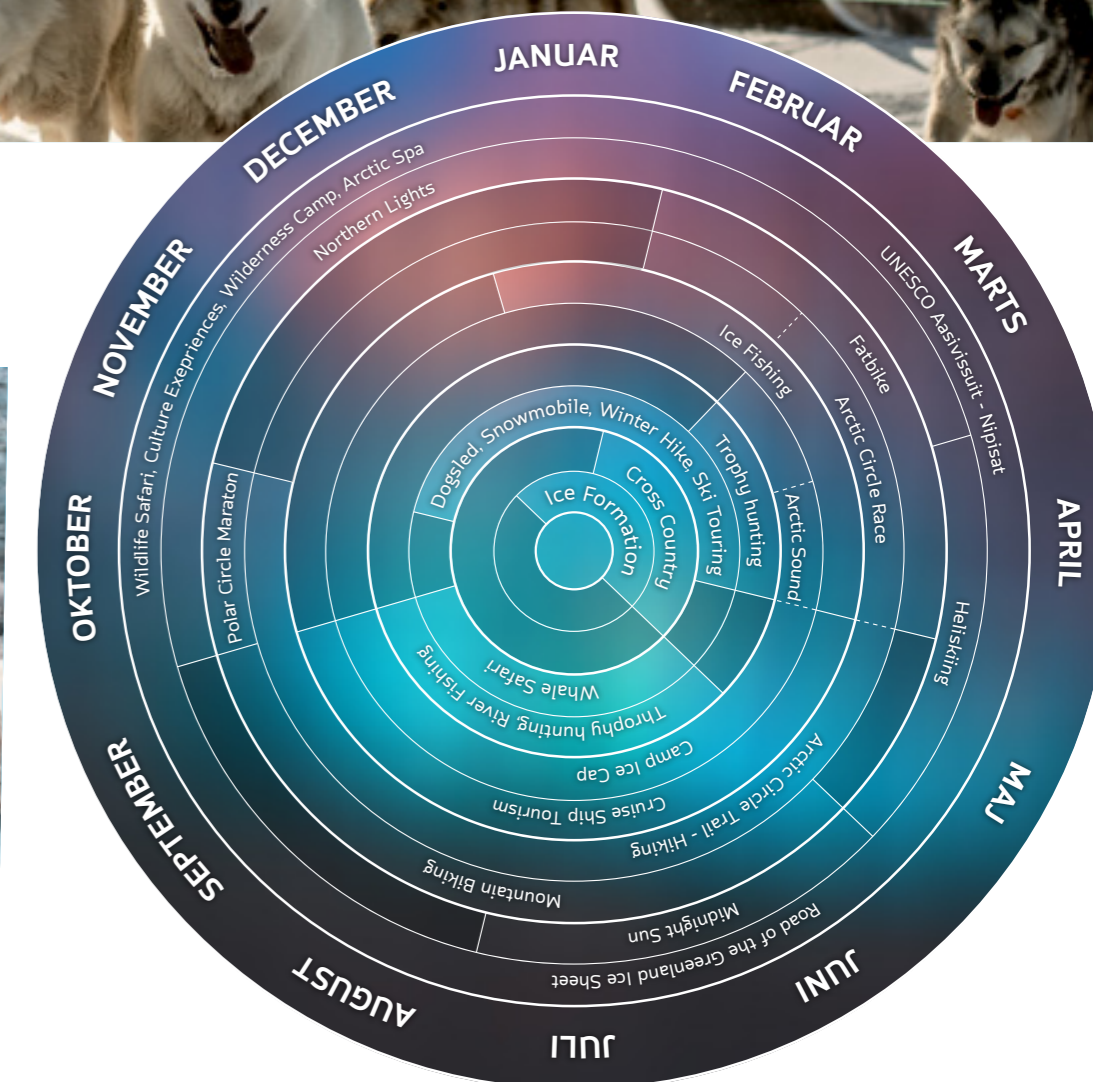 JANUAR
FEBRUAR
MARTS
APRIL
MAJ
JUNI
JULI
AUGUST
SEPTEMBER
OKTOBER
NOVEMBER
DECEMBER
Wildlife Safari, Culture Exepriences, Wilderness Camp, Arctic Spa
UNESCO Aasivissuit - Nipisat
Road of the Greenland Ice Sheet
Northern Lights
Heliskiing
Midnight Sun
Polar Circle Maraton
Fatbike
Mountain Biking
Arctic Circle Race
Arctic Circle Trail - Hiking
Ice Fishing
Arctic Sound
Cruise Ship Tourism
Camp Ice Cap
Trophy hunting
Throphy hunting, River Fishing
Dogsled, Snowmobile, Winter Hike, Ski Touring
Whale Safari
Cross Country
Ice Formation